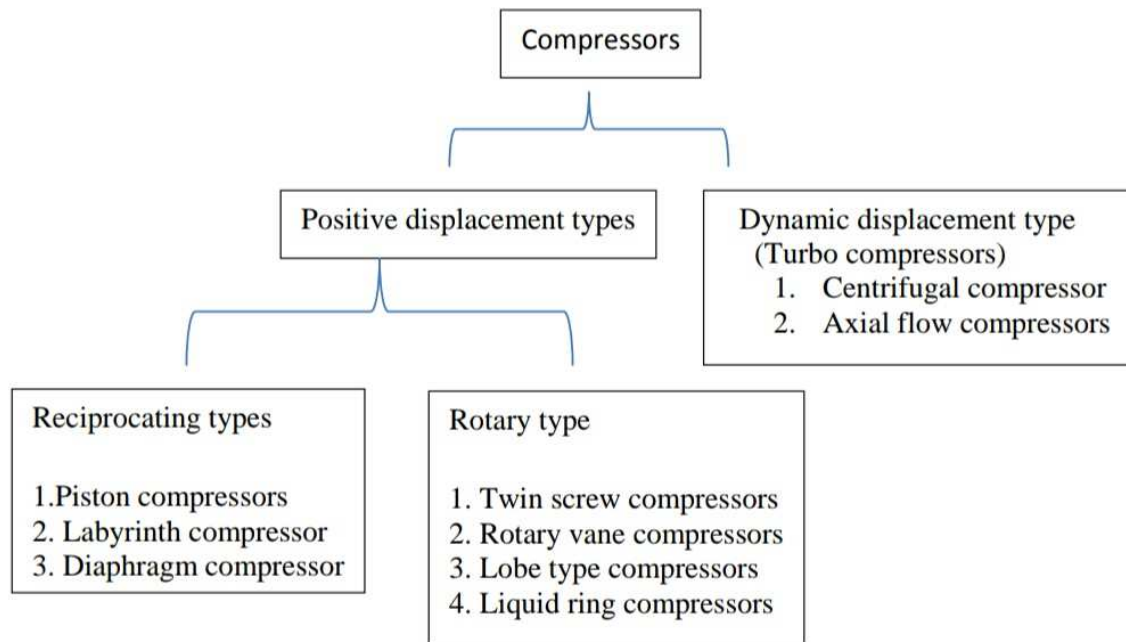 Compressors
Positive displacement types
Dynamic displacement type
(Turbo compressors)
1. Centrifugal compressor
2. Axial flow compressors
Reciprocating types
1.Piston compressors
2. Labyrinth compressor
3. Diaphragm compressor
Rotary type
1. Twin screw compressors
2. Rotary vane compressors
3. Lobe type compressors
4. Liquid ring compressors